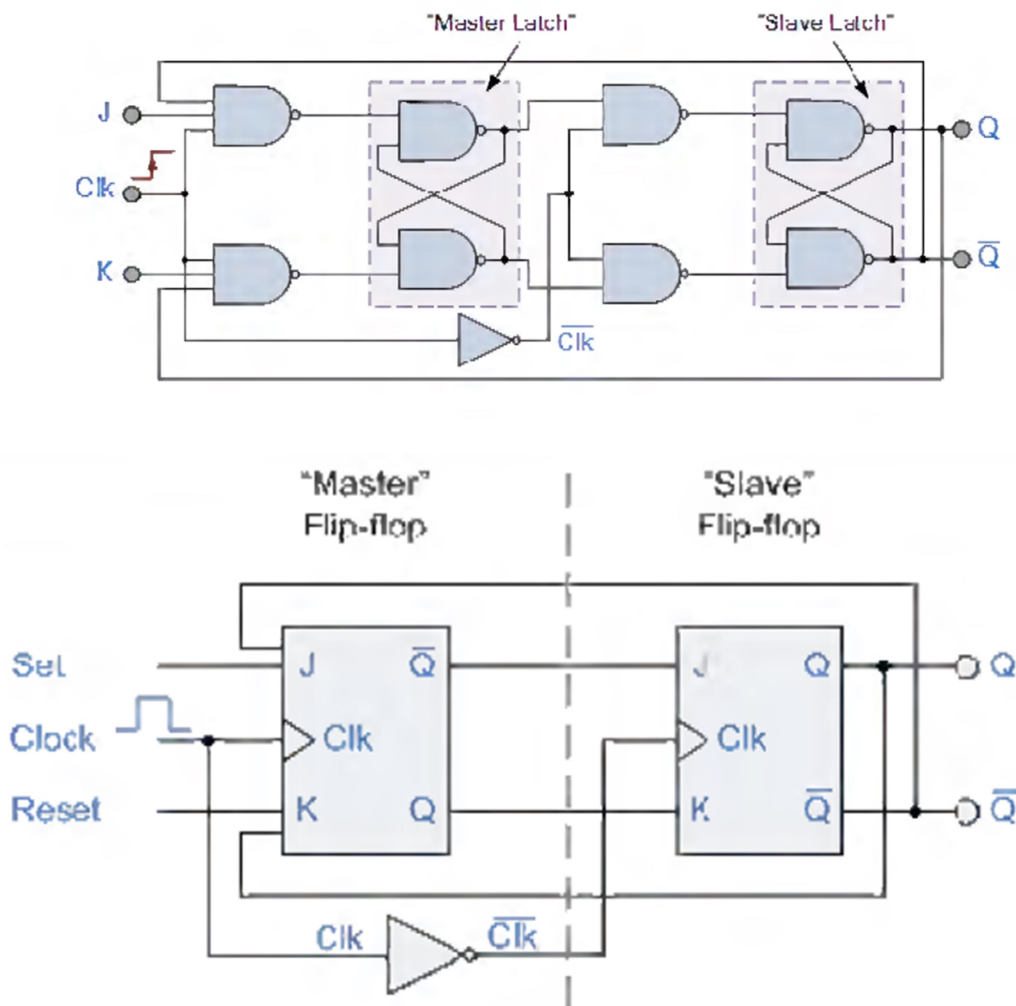 "Master Latch"
"Slave Latch"
J
Q
Clk
K
Q̅
C̅l̅k̅
"Master"
Flip-flop
"Slave"
Flip-flop
Set
J
Q̅
J
Q
Q
Clock
Clk
Clk
Reset
K
Q
K
Q̅
Q̅
Clk
C̅l̅k̅